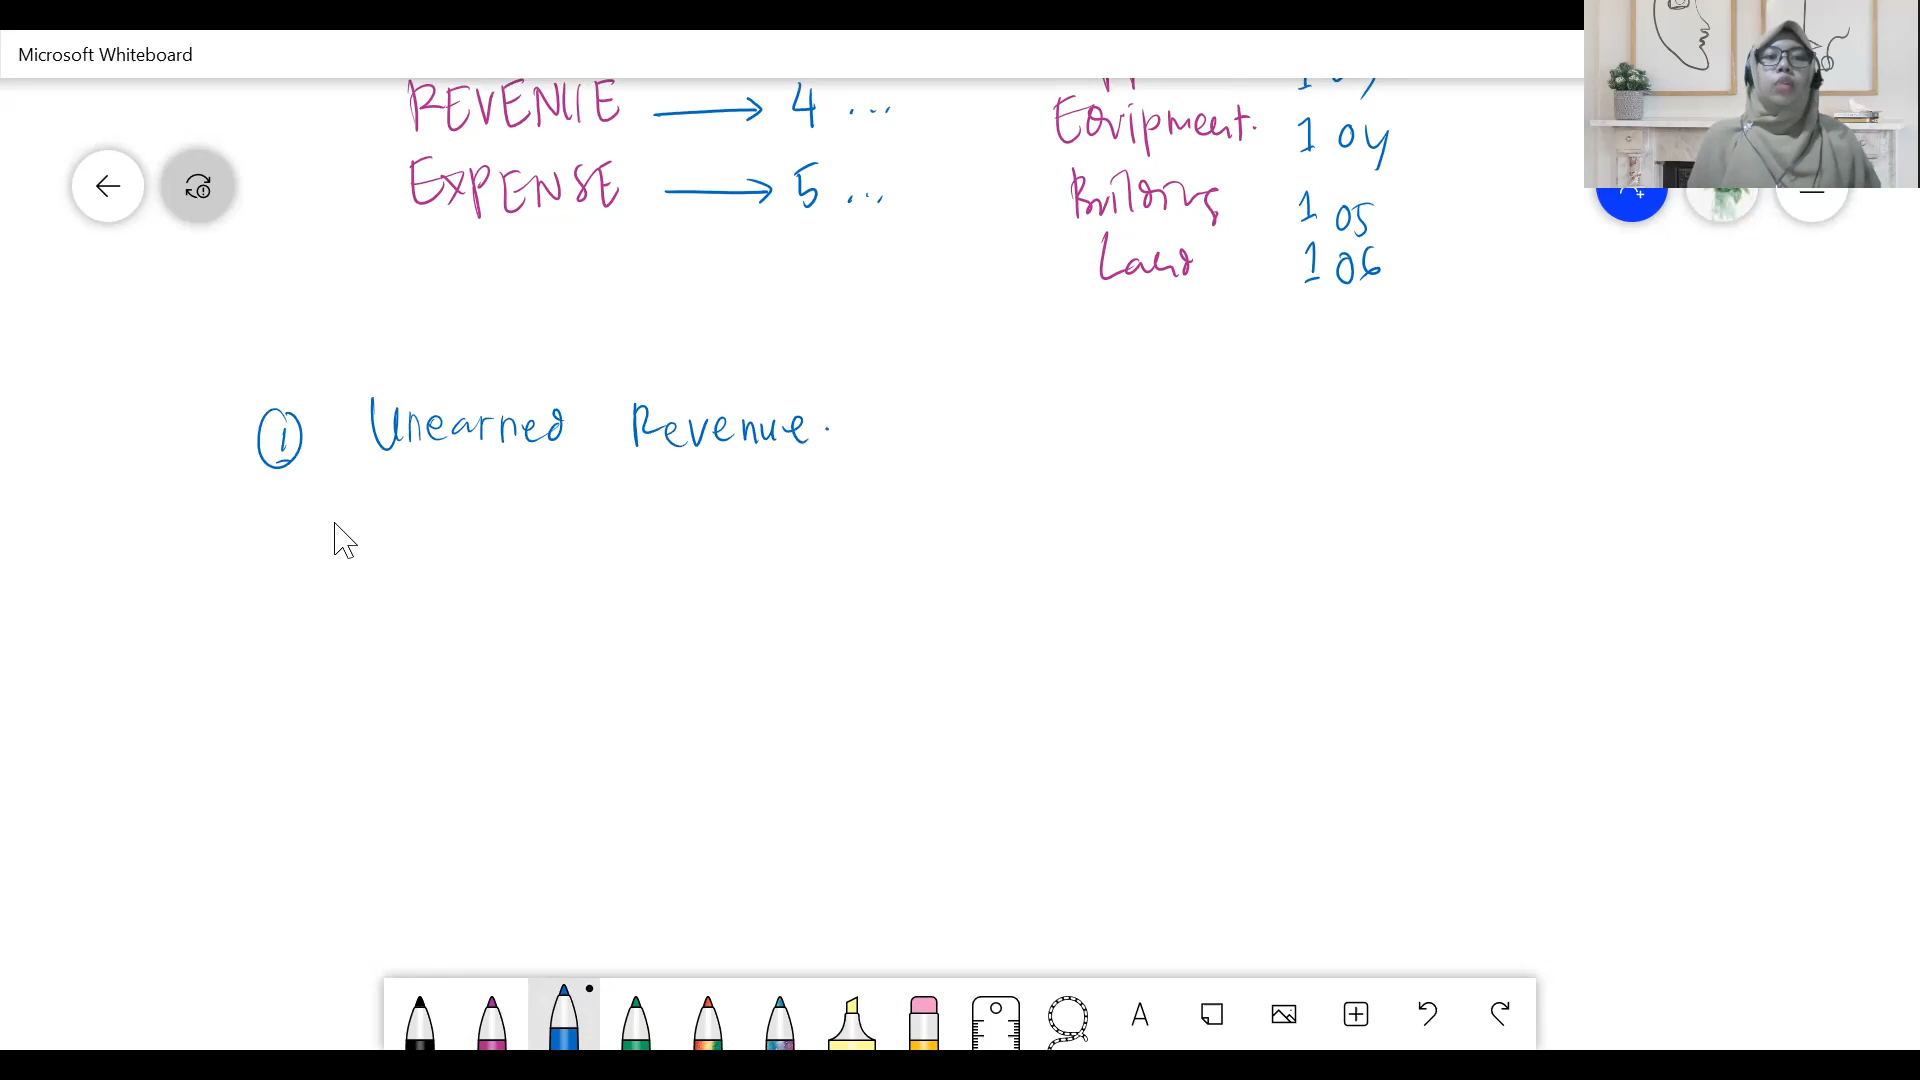 Microsoft Whiteboard
REVENUE → 4 ...
EXPENSE → 5 ...
Equipment. 104
Building 105
Land 106
① Unearned Revenue.